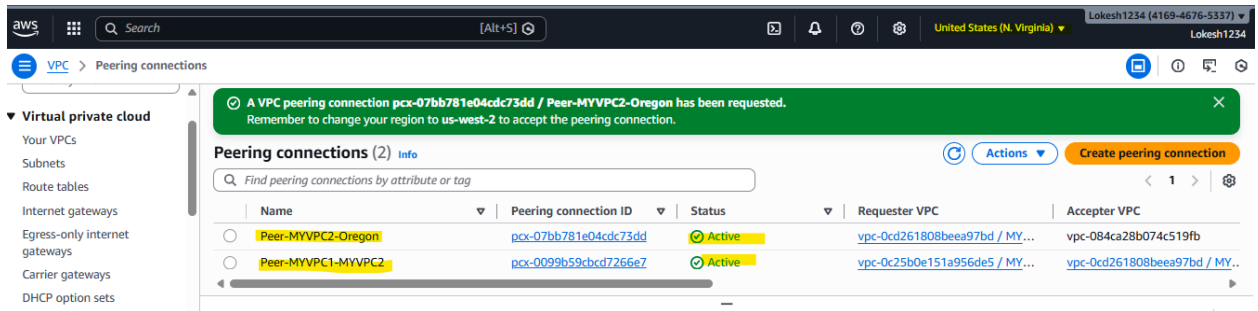 aws
Search
[Alt+S]
United States (N. Virginia)
Lokesh1234 (4169-4676-5337)
Lokesh1234
VPC > Peering connections
Virtual private cloud
Your VPCs
Subnets
Route tables
Internet gateways
Egress-only internet
gateways
Carrier gateways
DHCP option sets
A VPC peering connection pcx-07bb781e04cdc73dd / Peer-MYVPC2-Oregon has been requested.
Remember to change your region to us-west-2 to accept the peering connection.
Peering connections (2) Info
Actions
Create peering connection
Find peering connections by attribute or tag
< 1 >
Name Peering connection ID Status Requester VPC Accepter VPC
Peer-MYVPC2-Oregon pcx-07bb781e04cdc73dd Active vpc-0cd261808beea97bd / MY... vpc-084ca28b074c519fb
Peer-MYVPC1-MYVPC2 pcx-0099b59cbcd7266e7 Active vpc-0c25b0e151a956de5 / MY... vpc-0cd261808beea97bd / MY..